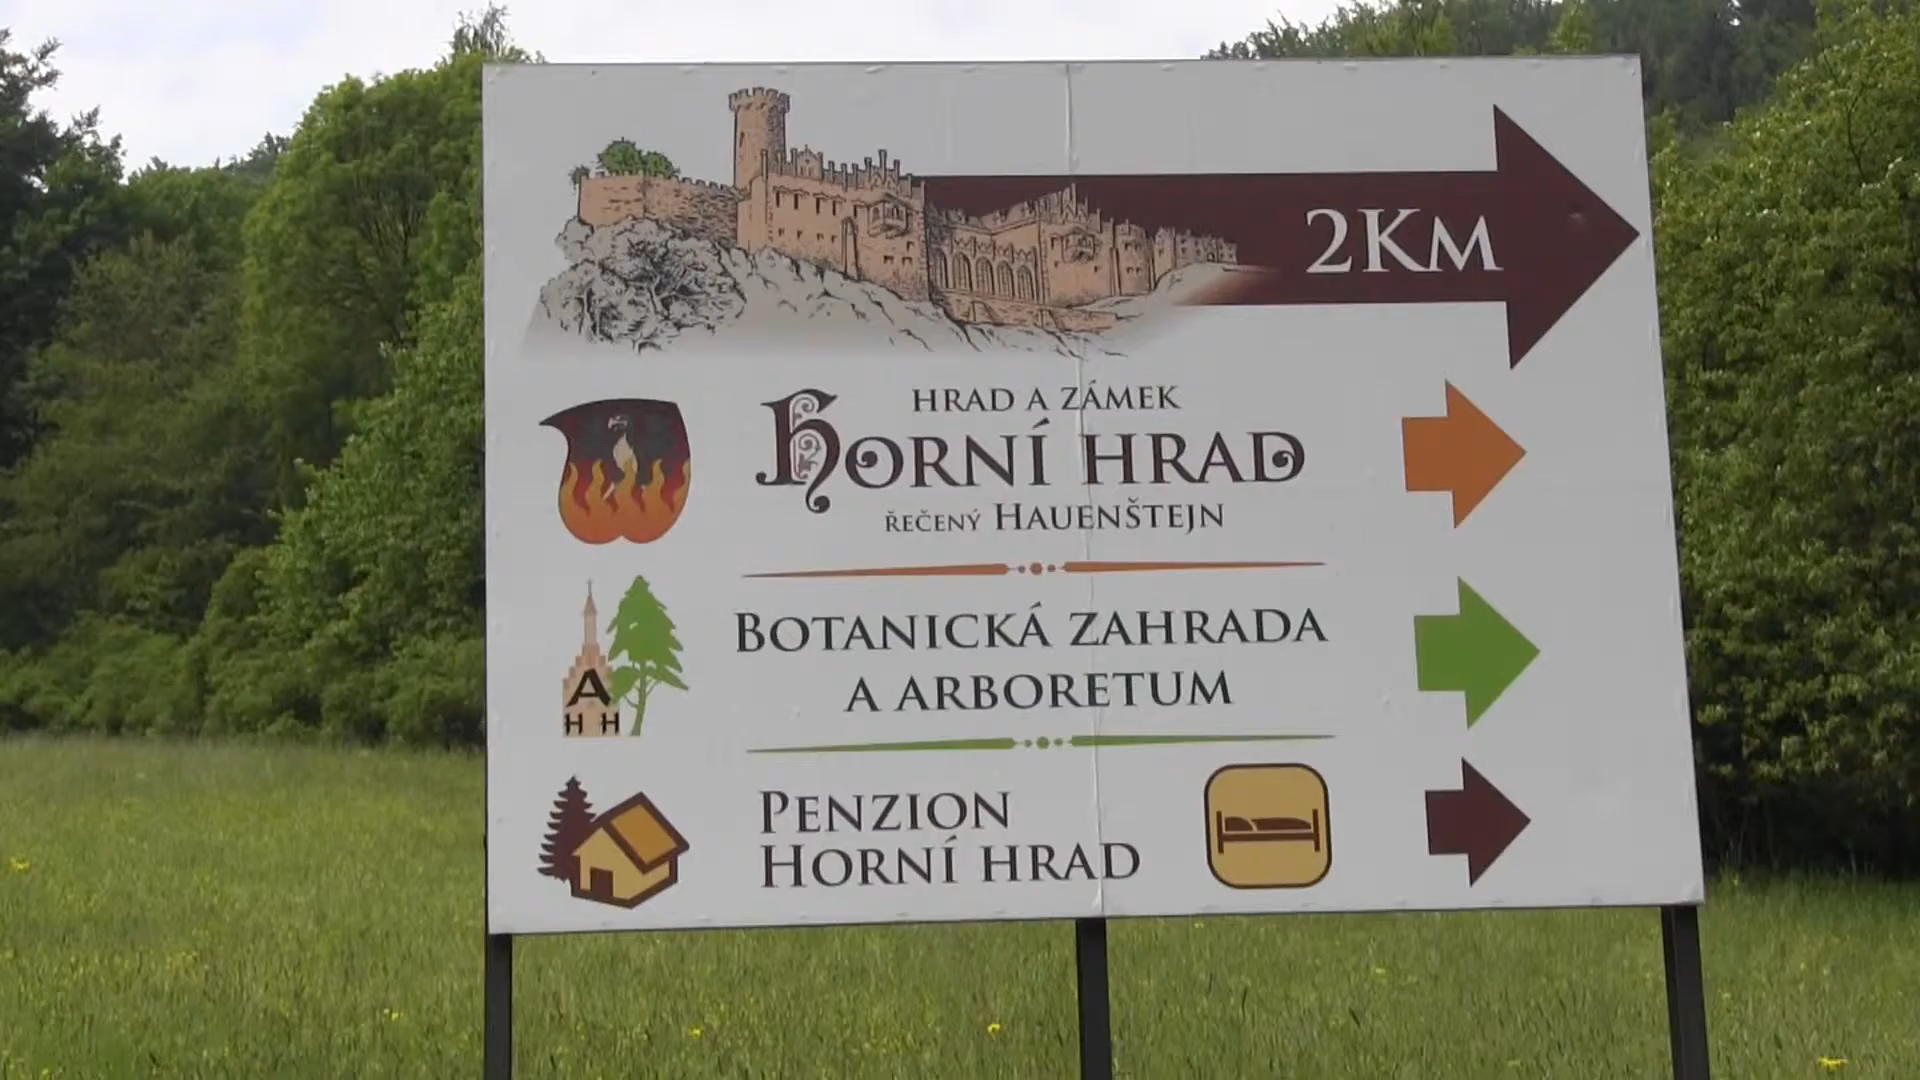 2KM
HRAD A ZÁMEK
HORNÍ HRAD
ŘEČENÝ HAUENŠTEJN
A
H H
BOTANICKÁ ZAHRADA
A ARBORETUM
PENZION
HORNÍ HRAD